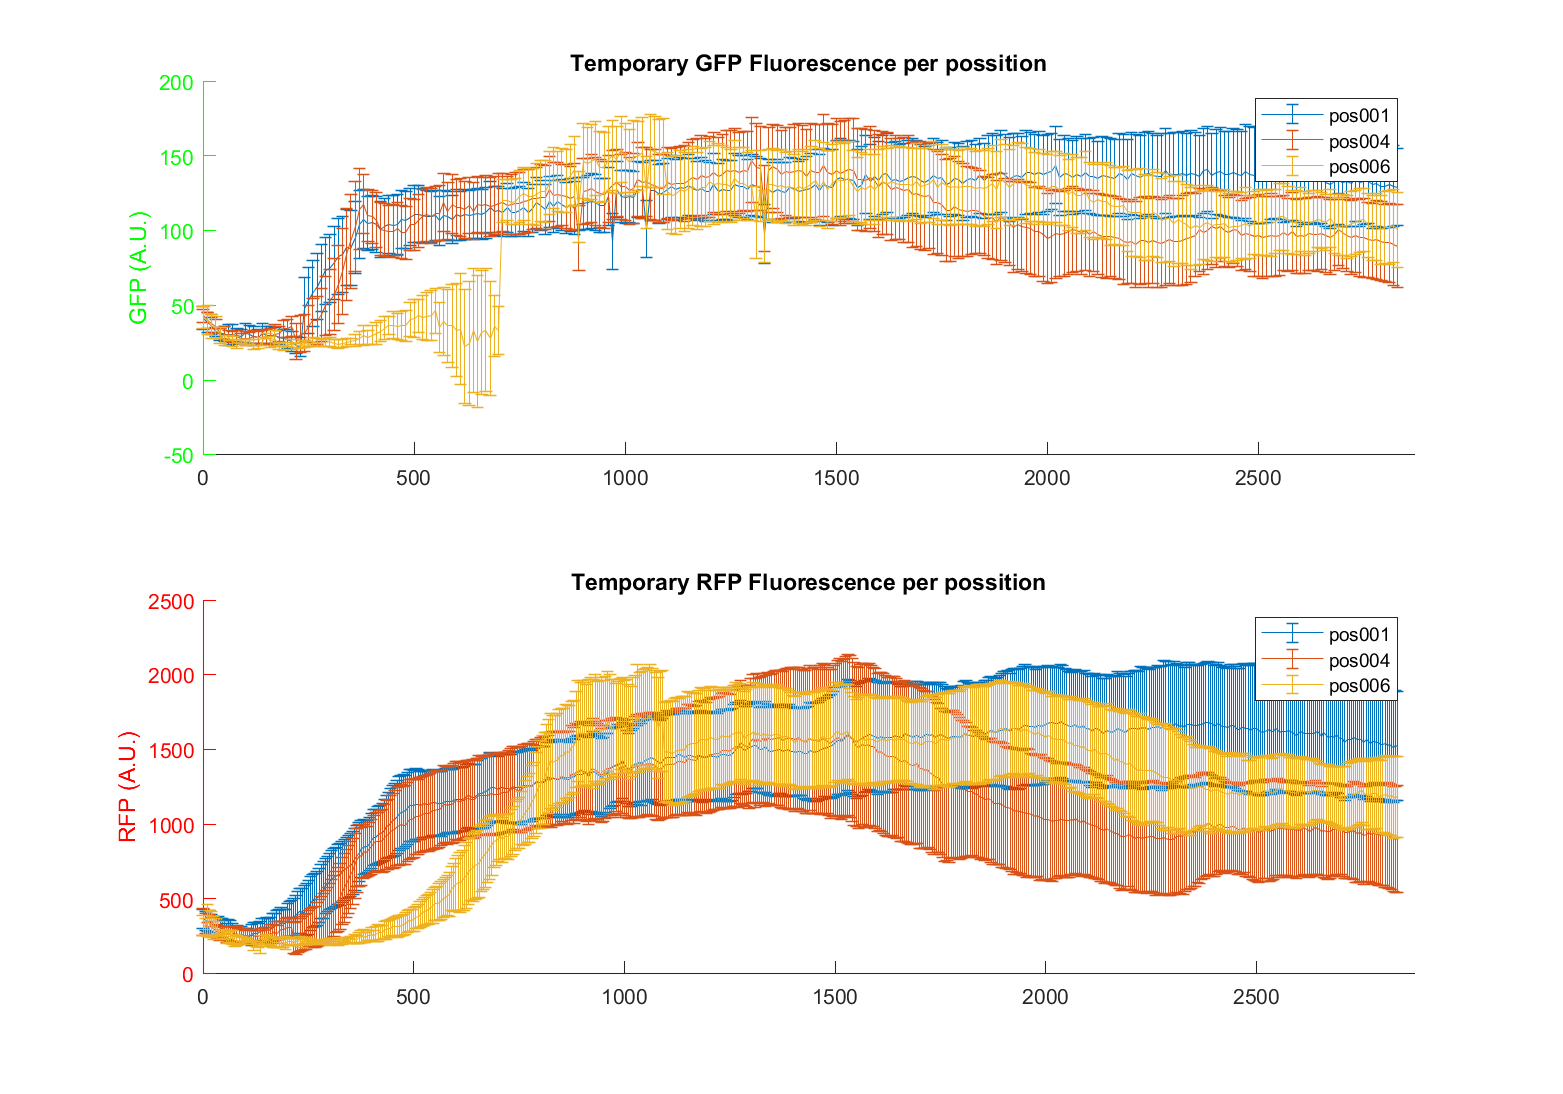 Temporary GFP Fluorescence per possition
200
150
100
50
0
-50
GFP (A.U.)
0 500 1000 1500 2000 2500
pos001
pos004
pos006
Temporary RFP Fluorescence per possition
2500
2000
1500
1000
500
0
RFP (A.U.)
0 500 1000 1500 2000 2500
pos001
pos004
pos006